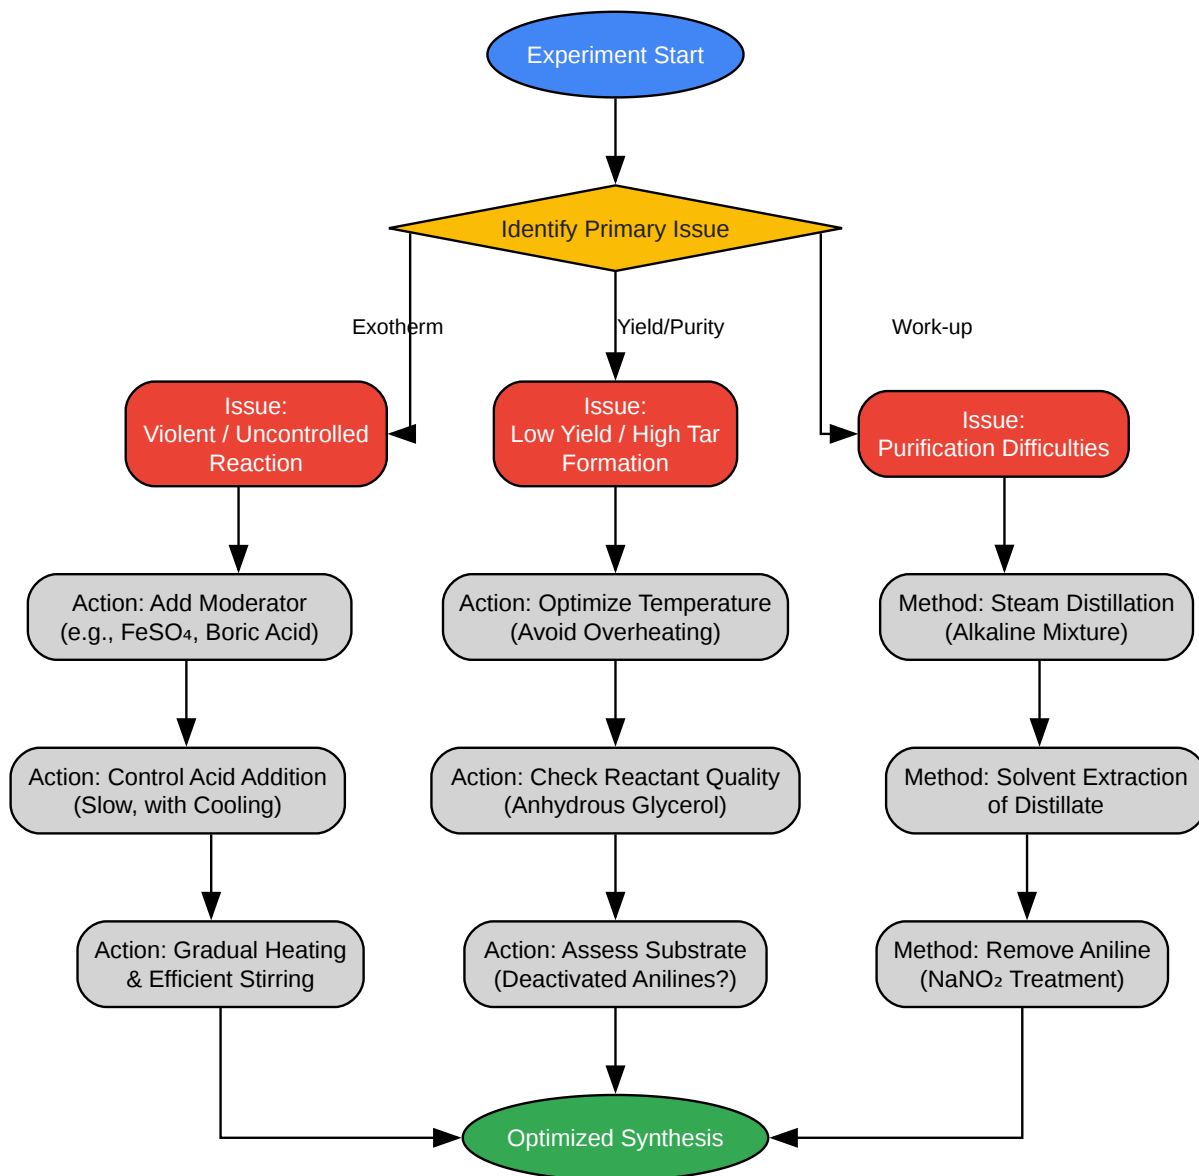 Experiment Start
Identify Primary Issue
Exotherm
Yield/Purity
Work-up
Issue:
Violent / Uncontrolled
Reaction
Issue:
Low Yield / High Tar
Formation
Issue:
Purification Difficulties
Action: Add Moderator
(e.g., FeSO₄, Boric Acid)
Action: Optimize Temperature
(Avoid Overheating)
Method: Steam Distillation
(Alkaline Mixture)
Action: Control Acid Addition
(Slow, with Cooling)
Action: Check Reactant Quality
(Anhydrous Glycerol)
Method: Solvent Extraction
of Distillate
Action: Gradual Heating
& Efficient Stirring
Action: Assess Substrate
(Deactivated Anilines?)
Method: Remove Aniline
(NaNO₂ Treatment)
Optimized Synthesis